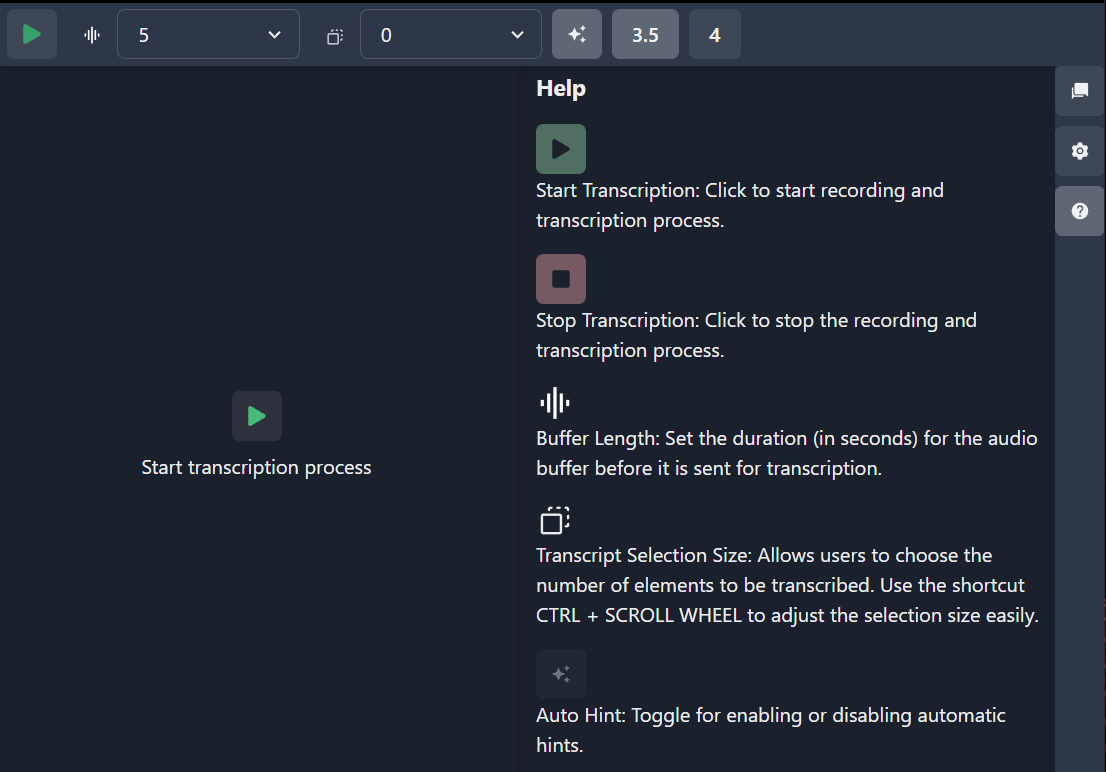 5
0
3.5
4
Help
Start Transcription: Click to start recording and
transcription process.
Stop Transcription: Click to stop the recording and
transcription process.
Buffer Length: Set the duration (in seconds) for the audio
buffer before it is sent for transcription.
Transcript Selection Size: Allows users to choose the
number of elements to be transcribed. Use the shortcut
CTRL + SCROLL WHEEL to adjust the selection size easily.
Auto Hint: Toggle for enabling or disabling automatic
hints.
Start transcription process